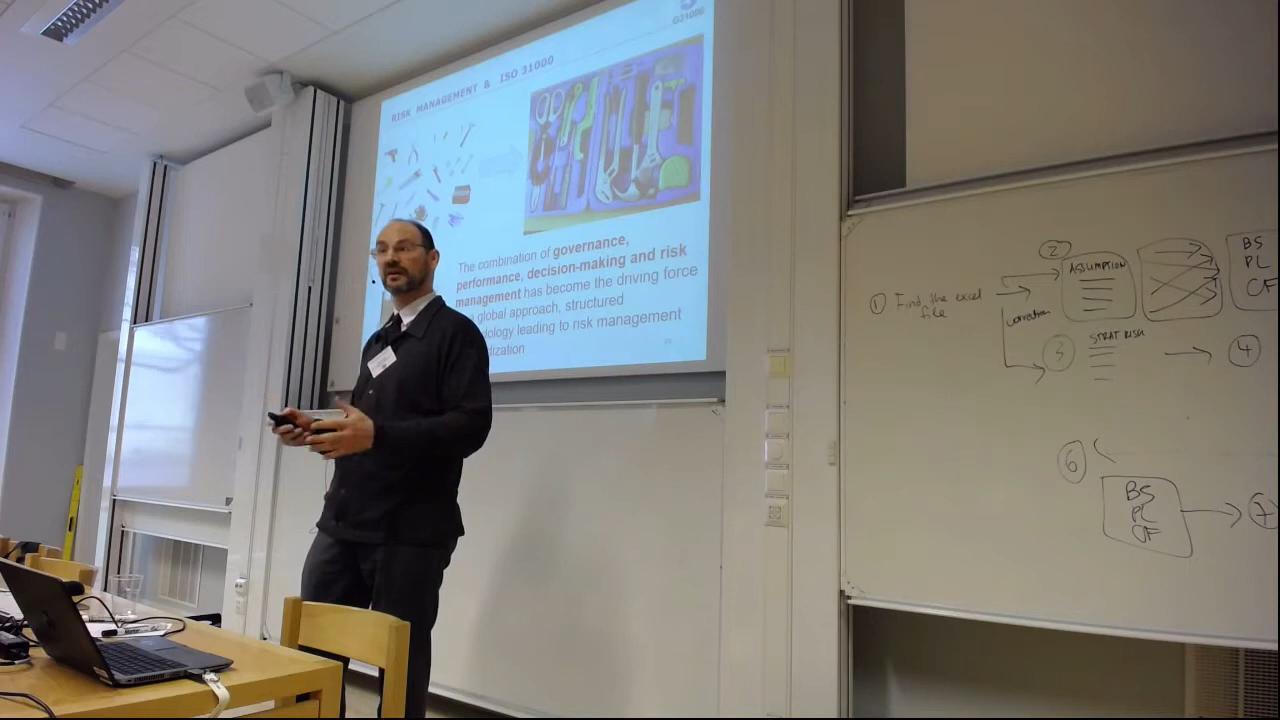 G31000
RISK MANAGEMENT & ISO 31000
The combination of governance,
performance, decision-making and risk
management has become the driving force
global approach, structured
leading to risk management
① Find the excel
file
②
ASSUMPTION
BS
PL
CF
correction
③
STRAT RISK
④
⑥
BS
PL
CF
⑦